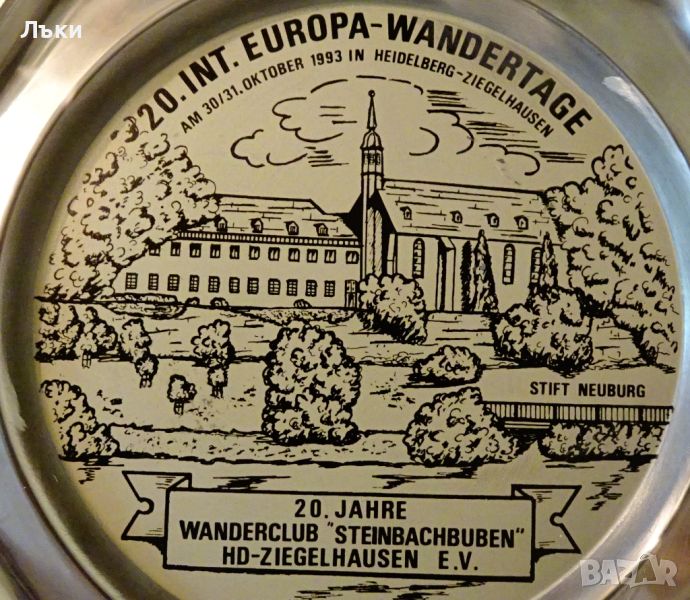 Лъки
20. INT. EUROPA-WANDERTAGE
AM 30/31. OKTOBER 1993 IN HEIDELBERG-ZIEGELHAUSEN
STIFT NEUBURG
20. JAHRE
WANDERCLUB "STEINBACHBUBEN"
HD-ZIEGELHAUSEN E.V.
BAZAR